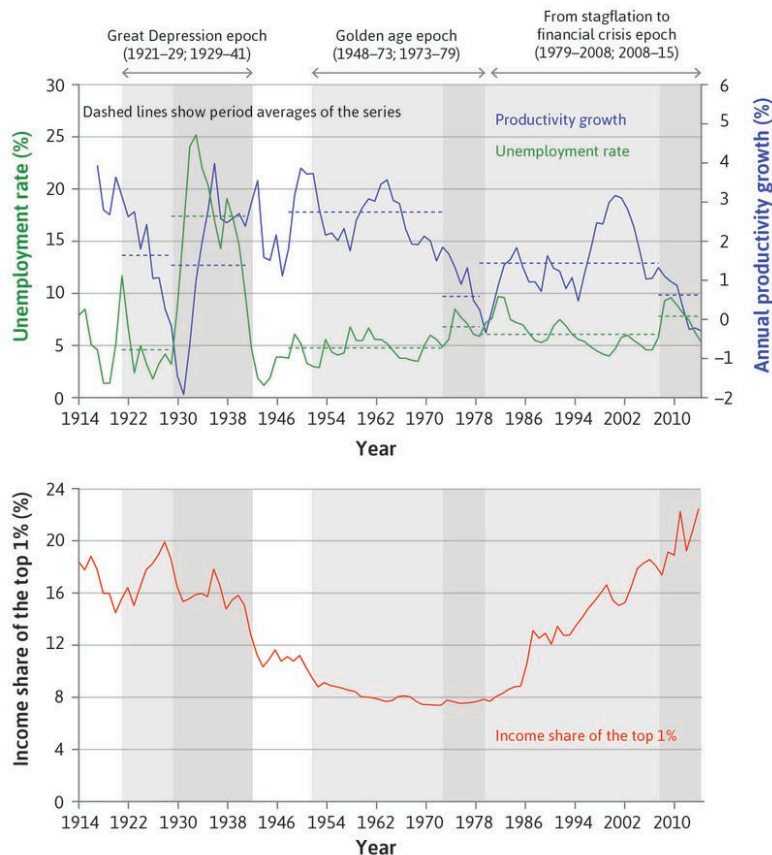 Great Depression epoch
(1921–29; 1929–41)
Golden age epoch
(1948–73; 1973–79)
From stagflation to
financial crisis epoch
(1979–2008; 2008–15)
Unemployment rate (%)
30
25
20
15
10
5
0
Dashed lines show period averages of the series
Productivity growth
Unemployment rate
6
5
4
3
2
1
0
–1
–2
Annual productivity growth (%)
1914 1922 1930 1938 1946 1954 1962 1970 1978 1986 1994 2002 2010
Year
Income share of the top 1% (%)
24
20
16
12
8
4
0
Income share of the top 1%
1914 1922 1930 1938 1946 1954 1962 1970 1978 1986 1994 2002 2010
Year